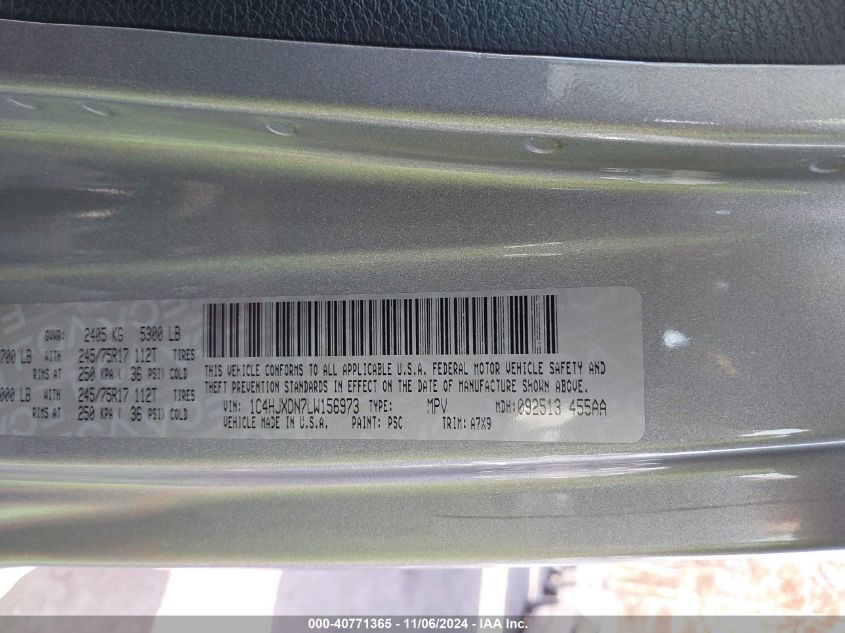 GVWR: 2405 KG 5300 LB
700 LB WITH 245/75R17 112T TIRES
RIMS AT 250 KPA ( 36 PSI) COLD
000 LB WITH 245/75R17 112T TIRES
RIMS AT 250 KPA ( 36 PSI) COLD
THIS VEHICLE CONFORMS TO ALL APPLICABLE U.S.A. FEDERAL MOTOR VEHICLE SAFETY AND
THEFT PREVENTION STANDARDS IN EFFECT ON THE DATE OF MANUFACTURE SHOWN ABOVE.
VIN: 1C4HJXDN7LW156973 TYPE: MPV MDH: 092513 455AA
VEHICLE MADE IN U.S.A. PAINT: PSC TRIM: A7X9
000-40771365 - 11/06/2024 - IAA Inc.